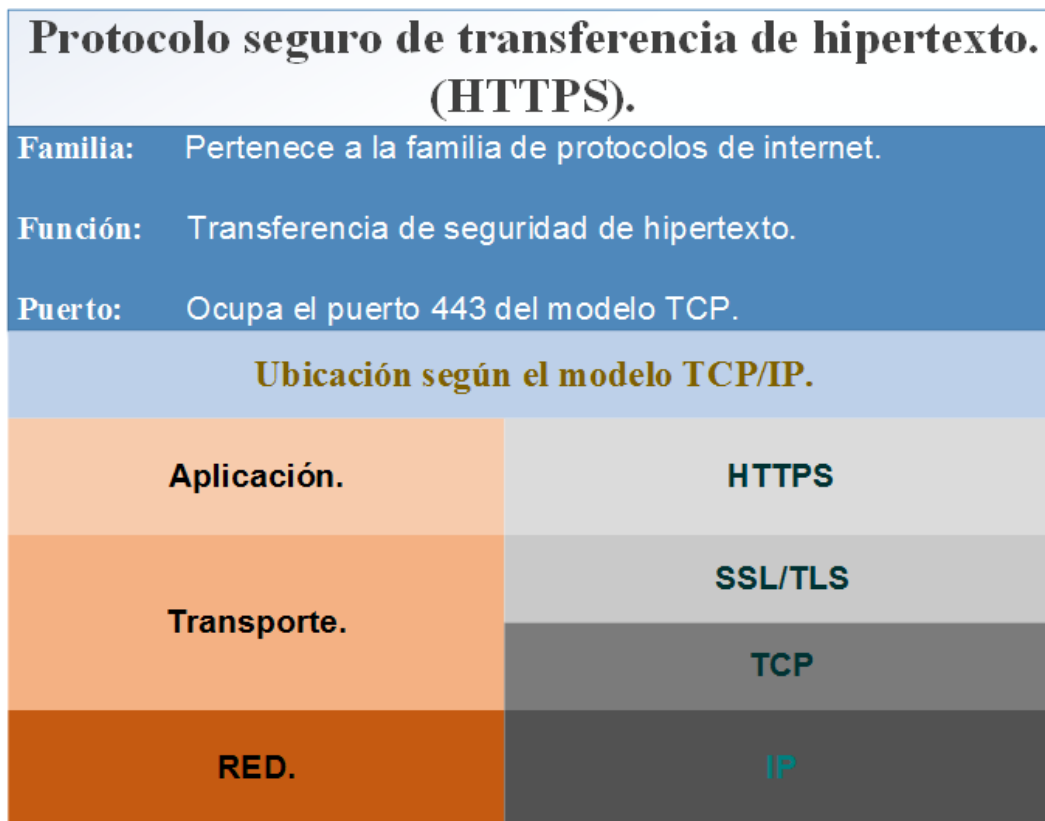 Protocolo seguro de transferencia de hipertexto.
(HTTPS).
Familia: Pertenece a la familia de protocolos de internet.
Función: Transferencia de seguridad de hipertexto.
Puerto: Ocupa el puerto 443 del modelo TCP.
Ubicación según el modelo TCP/IP.
Aplicación. HTTPS
Transporte. SSL/TLS
TCP
RED. IP